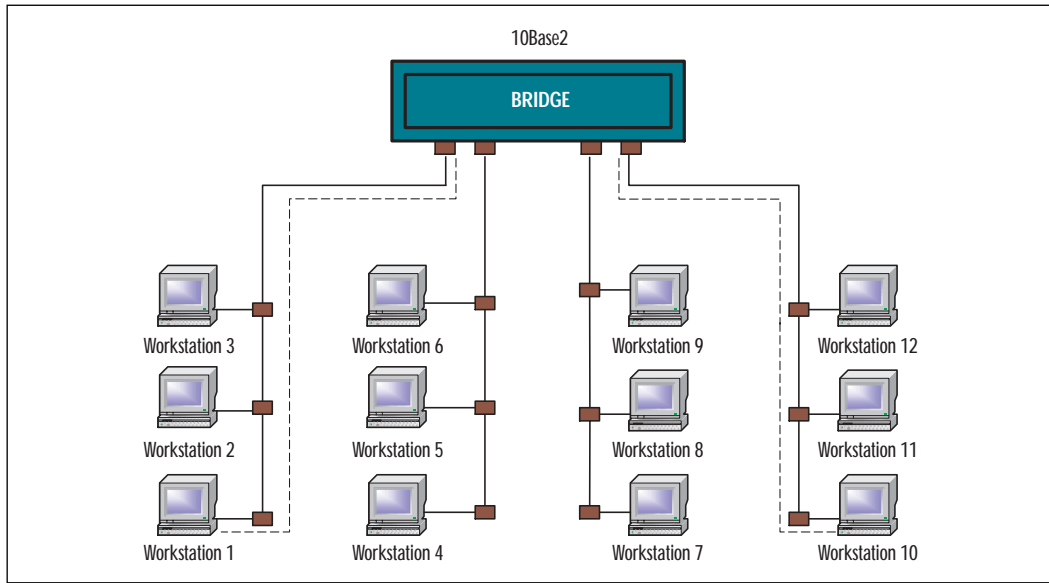 10Base2
BRIDGE
Workstation 3
Workstation 6
Workstation 9
Workstation 12
Workstation 2
Workstation 5
Workstation 8
Workstation 11
Workstation 1
Workstation 4
Workstation 7
Workstation 10